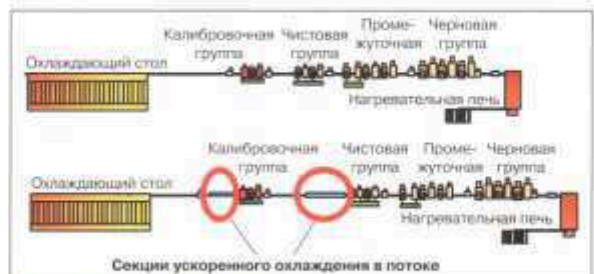 Калибровочная группа
Чистовая группа
Проме-
жуточная
Черновая группа
Охлаждающий стол
Нагревательная печь
Калибровочная группа
Чистовая группа
Проме-
жуточная
Черновая группа
Охлаждающий стол
Нагревательная печь
Секции ускоренного охлаждения в потоке